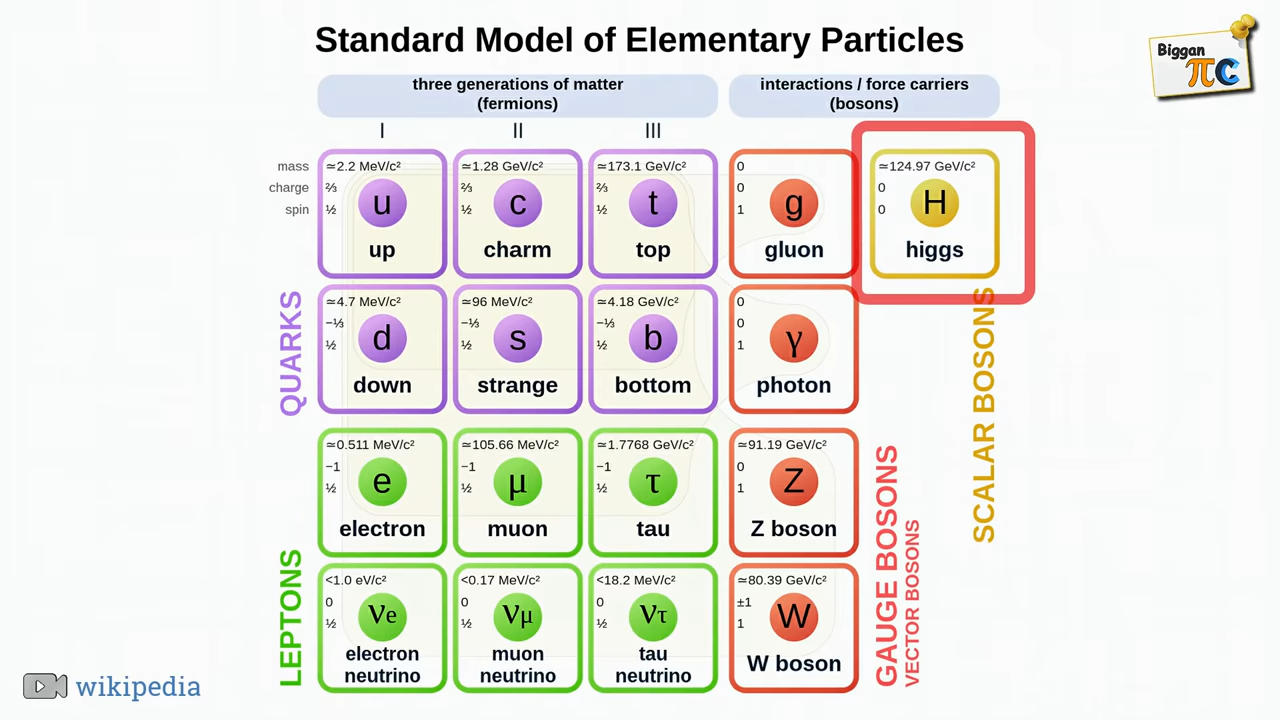 Standard Model of Elementary Particles
Biggan
πC
three generations of matter
(fermions)
interactions / force carriers
(bosons)
I II III
mass
charge
spin
≃2.2 MeV/c²
⅔
½
u
up
≃1.28 GeV/c²
⅔
½
c
charm
≃173.1 GeV/c²
⅔
½
t
top
0
0
1
g
gluon
≃124.97 GeV/c²
0
0
H
higgs
QUARKS
≃4.7 MeV/c²
−⅓
½
d
down
≃96 MeV/c²
−⅓
½
s
strange
≃4.18 GeV/c²
−⅓
½
b
bottom
0
0
1
γ
photon
SCALAR BOSONS
LEPTONS
≃0.511 MeV/c²
−1
½
e
electron
≃105.66 MeV/c²
−1
½
μ
muon
≃1.7768 GeV/c²
−1
½
τ
tau
≃91.19 GeV/c²
0
1
Z
Z boson
GAUGE BOSONS
VECTOR BOSONS
<1.0 eV/c²
0
½
νe
electron
neutrino
<0.17 MeV/c²
0
½
νμ
muon
neutrino
<18.2 MeV/c²
0
½
ντ
tau
neutrino
≃80.39 GeV/c²
±1
1
W
W boson
wikipedia